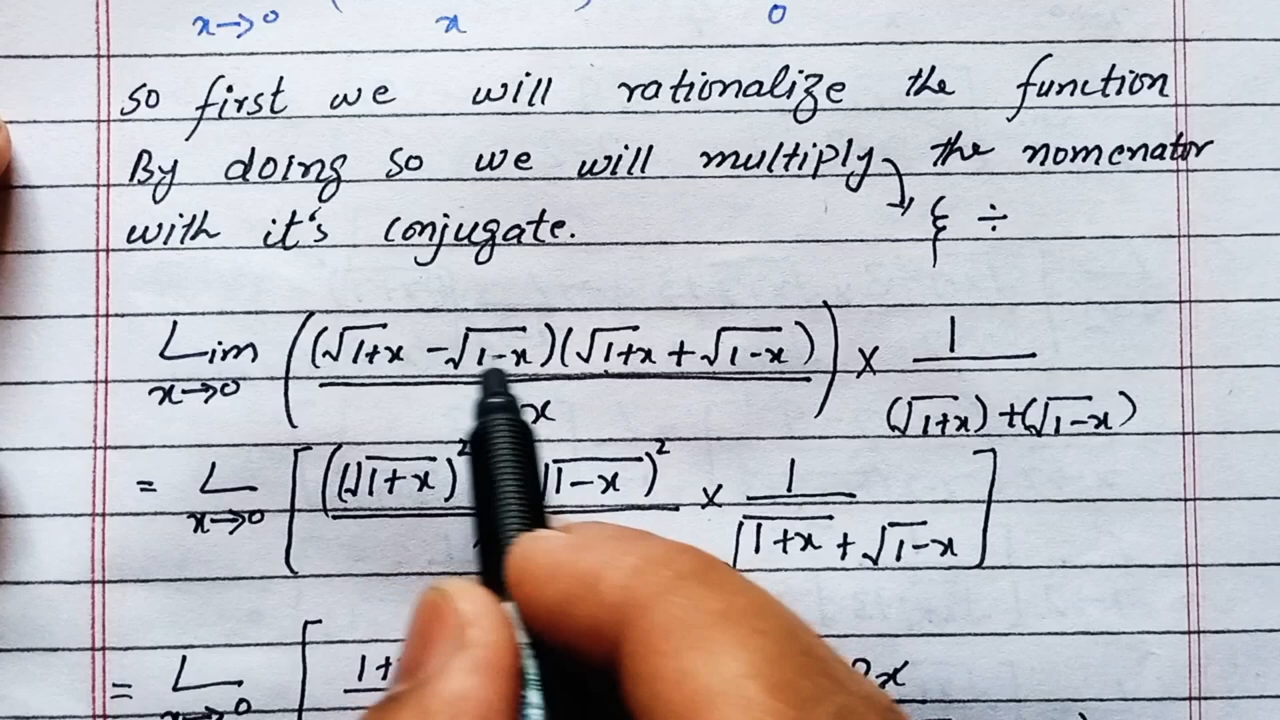 x→0 x 0
so first we will rationalize the function
By doing so we will multiply the nomenator
& ÷
with it's conjugate.
Lim x→0 ((√1+x - √1-x)(√1+x + √1-x) / x) × 1 / (√1+x) + (√1-x)
= L x→0 [(√1+x)² √1-x)² × 1 / √1+x + √1-x]
= L x→0 [ 1+ 2x